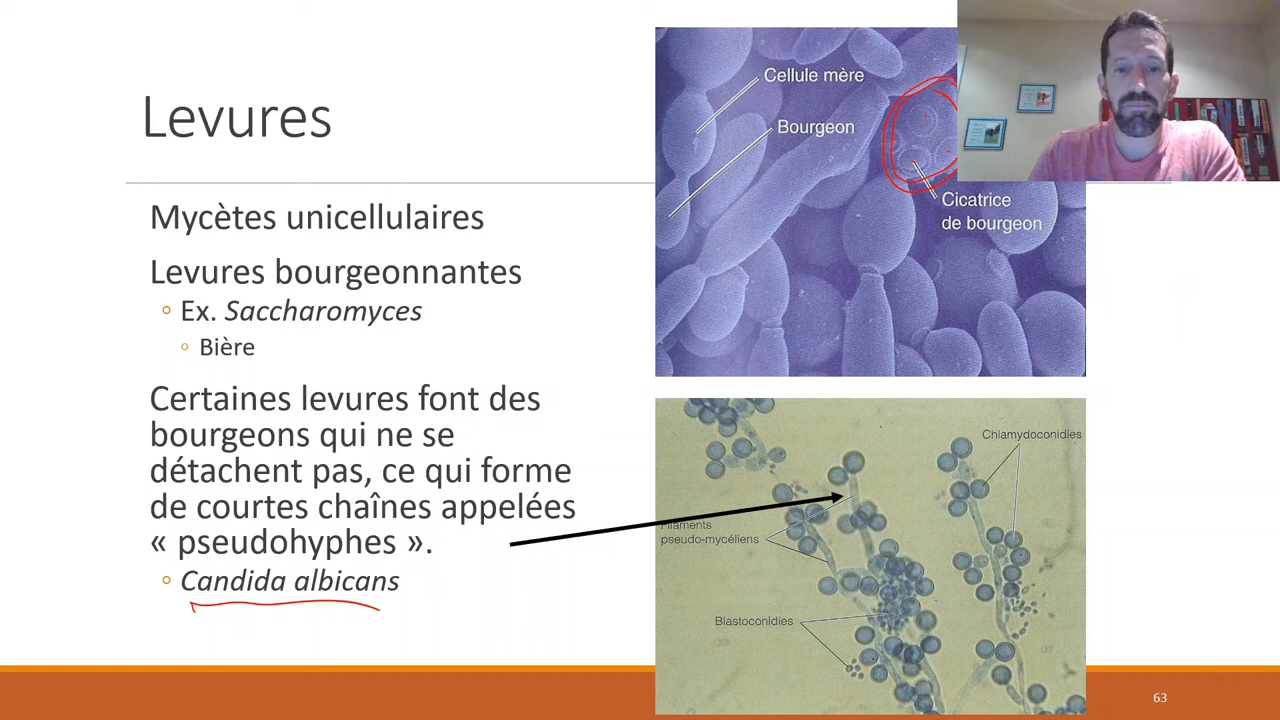 Levures
Mycètes unicellulaires
Levures bourgeonnantes
Ex. Saccharomyces
Bière
Certaines levures font des
bourgeons qui ne se
détachent pas, ce qui forme
de courtes chaînes appelées
« pseudohyphes ».
Candida albicans
Cellule mère
Bourgeon
Cicatrice
de bourgeon
Chlamydoconidies
Filaments
pseudo-mycéliens
Blastoconidies
63